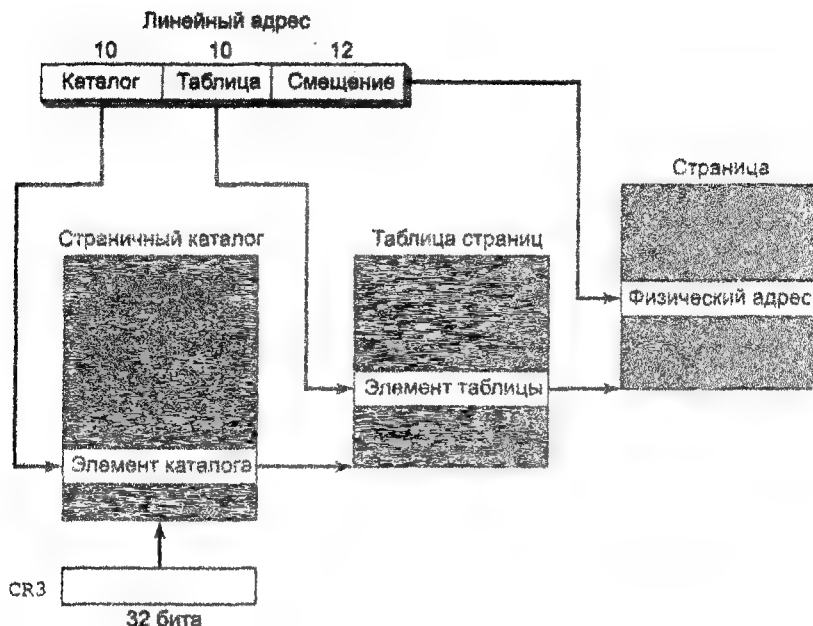 Линейный адрес
10 10 12
Каталог Таблица Смещение
Страница
Страничный каталог
Таблица страниц
Физический адрес
Элемент таблицы
Элемент каталога
CR3
32 бита